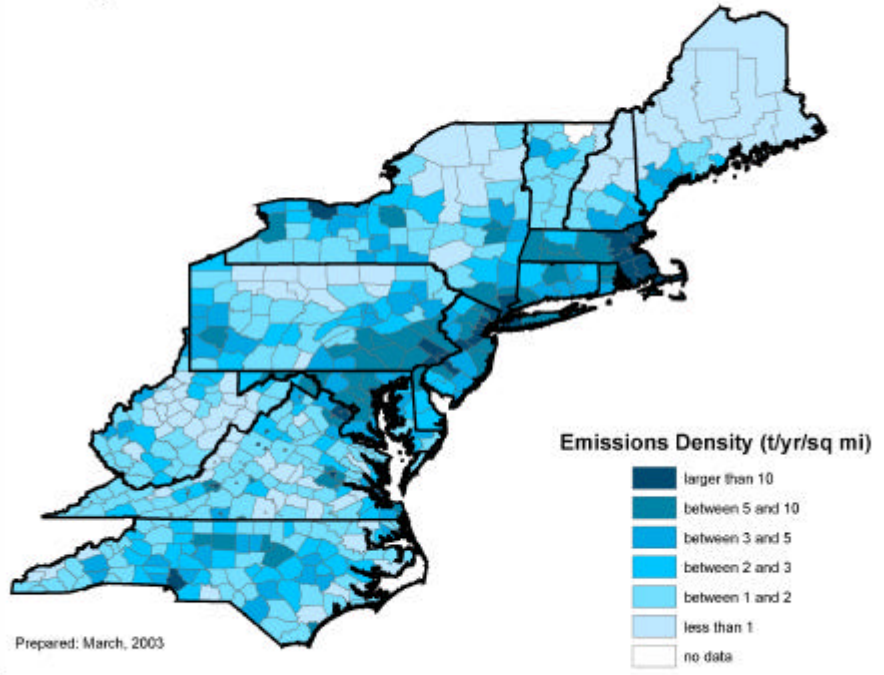 Emissions Density (t/yr/sq mi)
larger than 10
between 5 and 10
between 3 and 5
between 2 and 3
between 1 and 2
less than 1
no data
Prepared: March, 2003